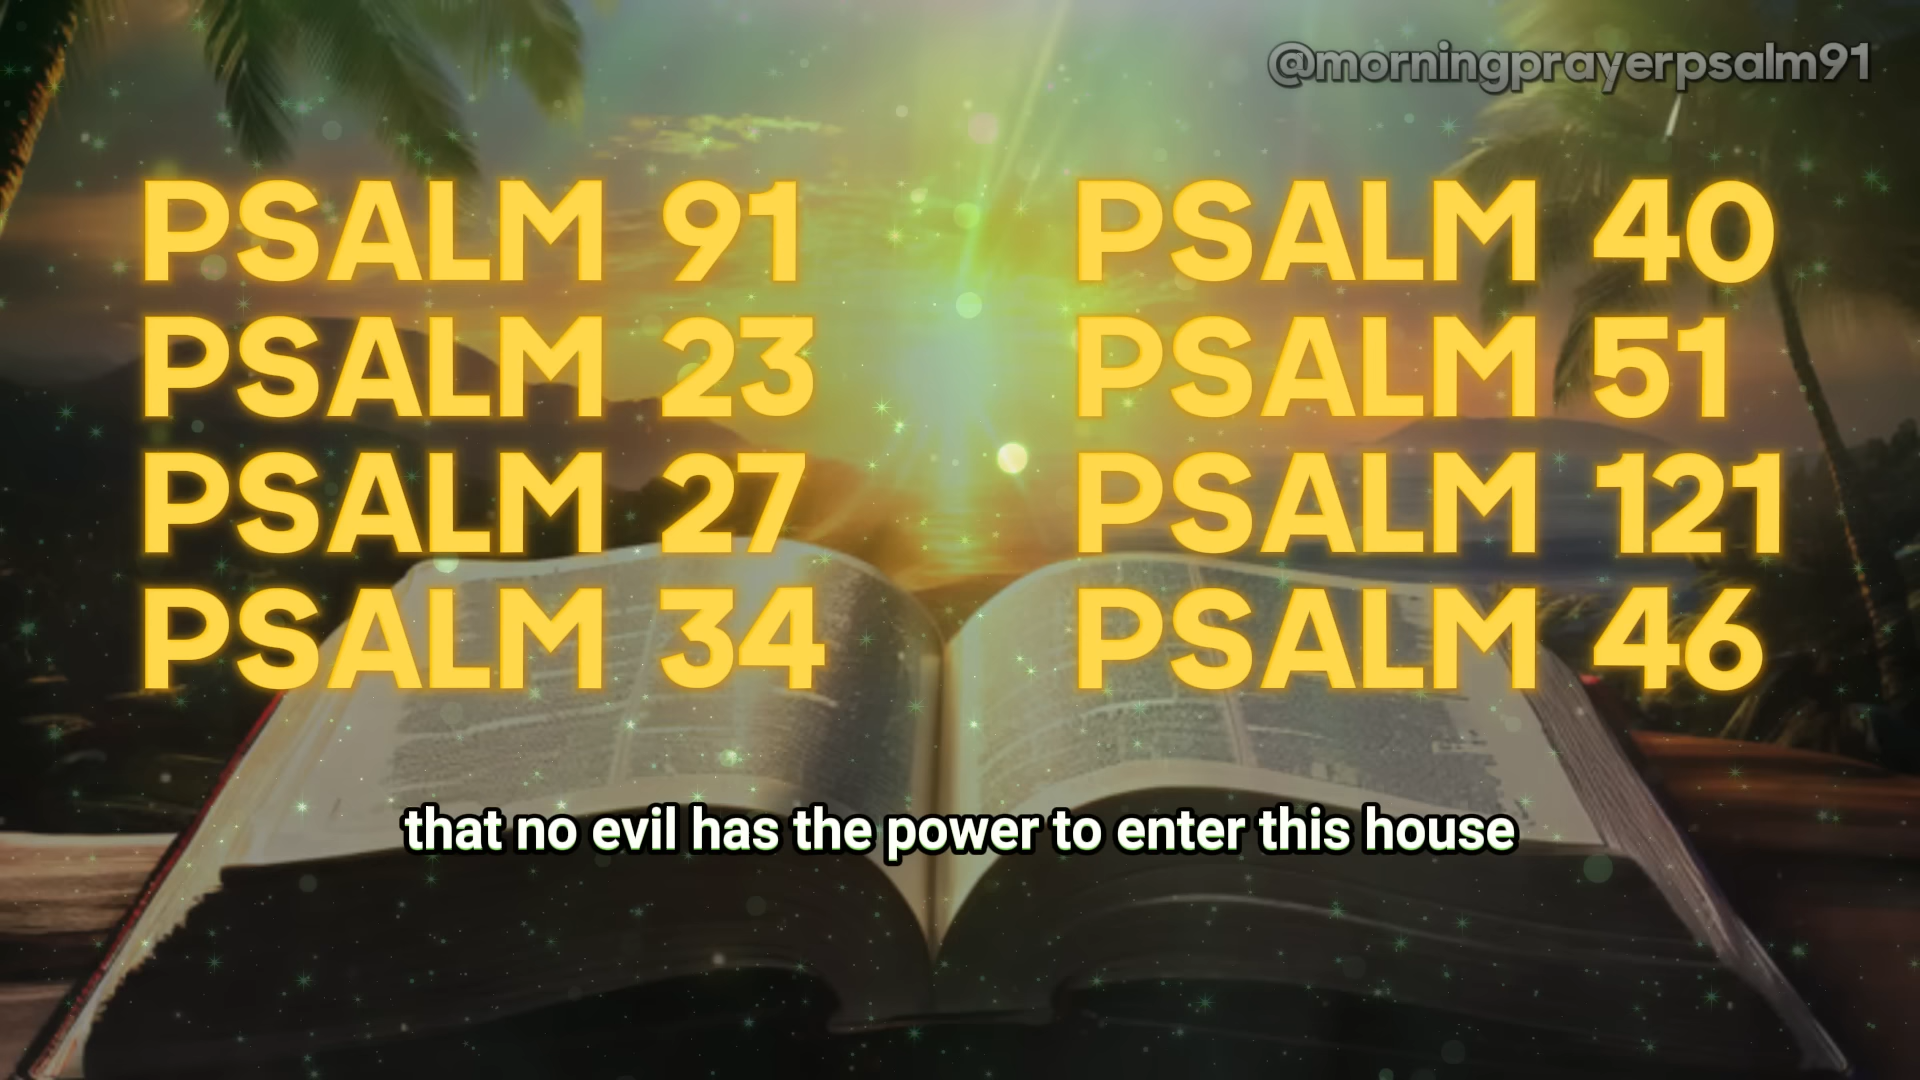 @morningprayerpsalm91
PSALM 91
PSALM 23
PSALM 27
PSALM 34
PSALM 40
PSALM 51
PSALM 121
PSALM 46
that no evil has the power to enter this house